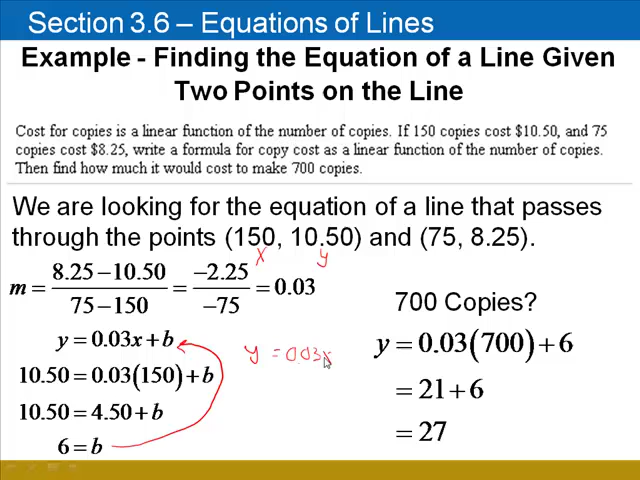 Section 3.6 – Equations of Lines
Example - Finding the Equation of a Line Given
Two Points on the Line
Cost for copies is a linear function of the number of copies. If 150 copies cost $10.50, and 75
copies cost $8.25, write a formula for copy cost as a linear function of the number of copies.
Then find how much it would cost to make 700 copies.
We are looking for the equation of a line that passes
through the points (150, 10.50) and (75, 8.25).
x y
m = (8.25 − 10.50)/(75 − 150) = (−2.25)/(−75) = 0.03
700 Copies?
y = 0.03x + b
y = 0.03(700) + 6
y = 0.03x
10.50 = 0.03(150) + b
= 21 + 6
10.50 = 4.50 + b
= 27
6 = b